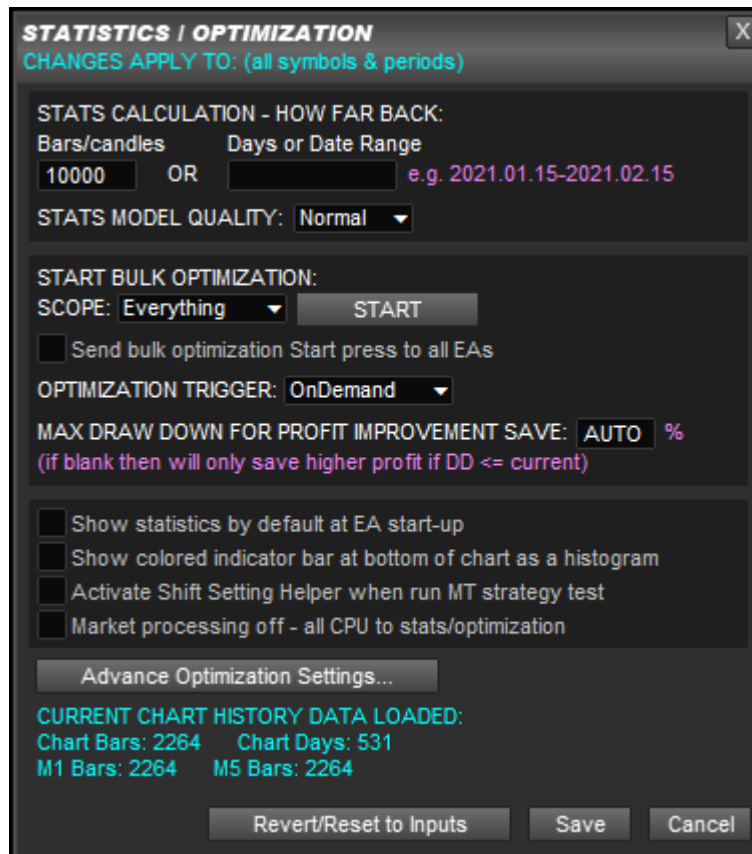 STATISTICS / OPTIMIZATION X
CHANGES APPLY TO: (all symbols & periods)
STATS CALCULATION - HOW FAR BACK:
Bars/candles Days or Date Range
10000 OR e.g. 2021.01.15-2021.02.15
STATS MODEL QUALITY: Normal
START BULK OPTIMIZATION:
SCOPE: Everything START
Send bulk optimization Start press to all EAs
OPTIMIZATION TRIGGER: OnDemand
MAX DRAW DOWN FOR PROFIT IMPROVEMENT SAVE: AUTO %
(if blank then will only save higher profit if DD <= current)
Show statistics by default at EA start-up
Show colored indicator bar at bottom of chart as a histogram
Activate Shift Setting Helper when run MT strategy test
Market processing off - all CPU to stats/optimization
Advance Optimization Settings...
CURRENT CHART HISTORY DATA LOADED:
Chart Bars: 2264 Chart Days: 531
M1 Bars: 2264 M5 Bars: 2264
Revert/Reset to Inputs Save Cancel